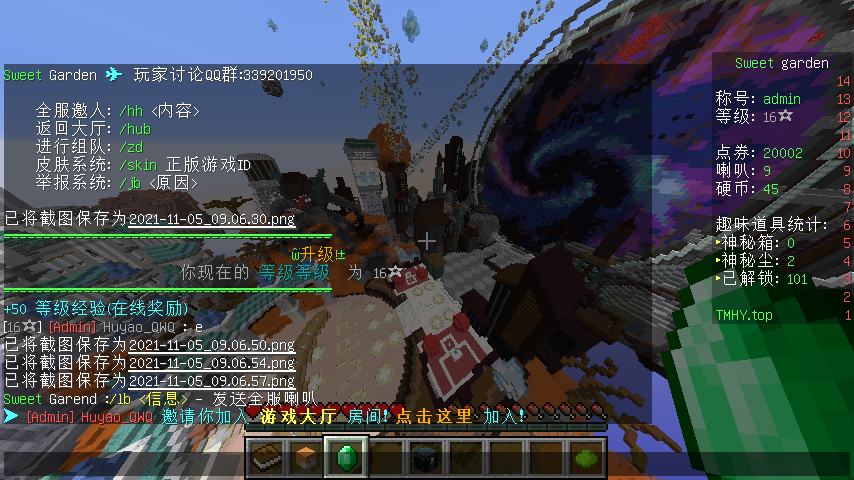 Sweet Garden ✈ 玩家讨论QQ群:339201950
全服邀人: /hh <内容>
返回大厅: /hub
进行组队: /zd
皮肤系统: /skin 正版游戏ID
举报系统: /jb <原因>
已将截图保存为2021-11-05_09.06.30.png
升级!
你现在的 等级等级 为 16☆
+50 等级经验(在线奖励)
[16☆] [Admin] Huyao_QWQ : e
已将截图保存为2021-11-05_09.06.50.png
已将截图保存为2021-11-05_09.06.54.png
已将截图保存为2021-11-05_09.06.57.png
Sweet Garend :/lb <信息> - 发送全服喇叭
➤ [Admin] Huyao_QWQ 邀请你加入 游戏大厅 房间! 点击这里 加入!
Sweet garden
14
称号: admin 13
等级: 16☆ 12
11
点券: 20002 10
喇叭: 9 9
硬币: 45 8
7
趣味道具统计: 6
▸神秘箱: 0 5
▸神秘尘: 2 4
▸已解锁: 101 3
2
TMHY.top 1